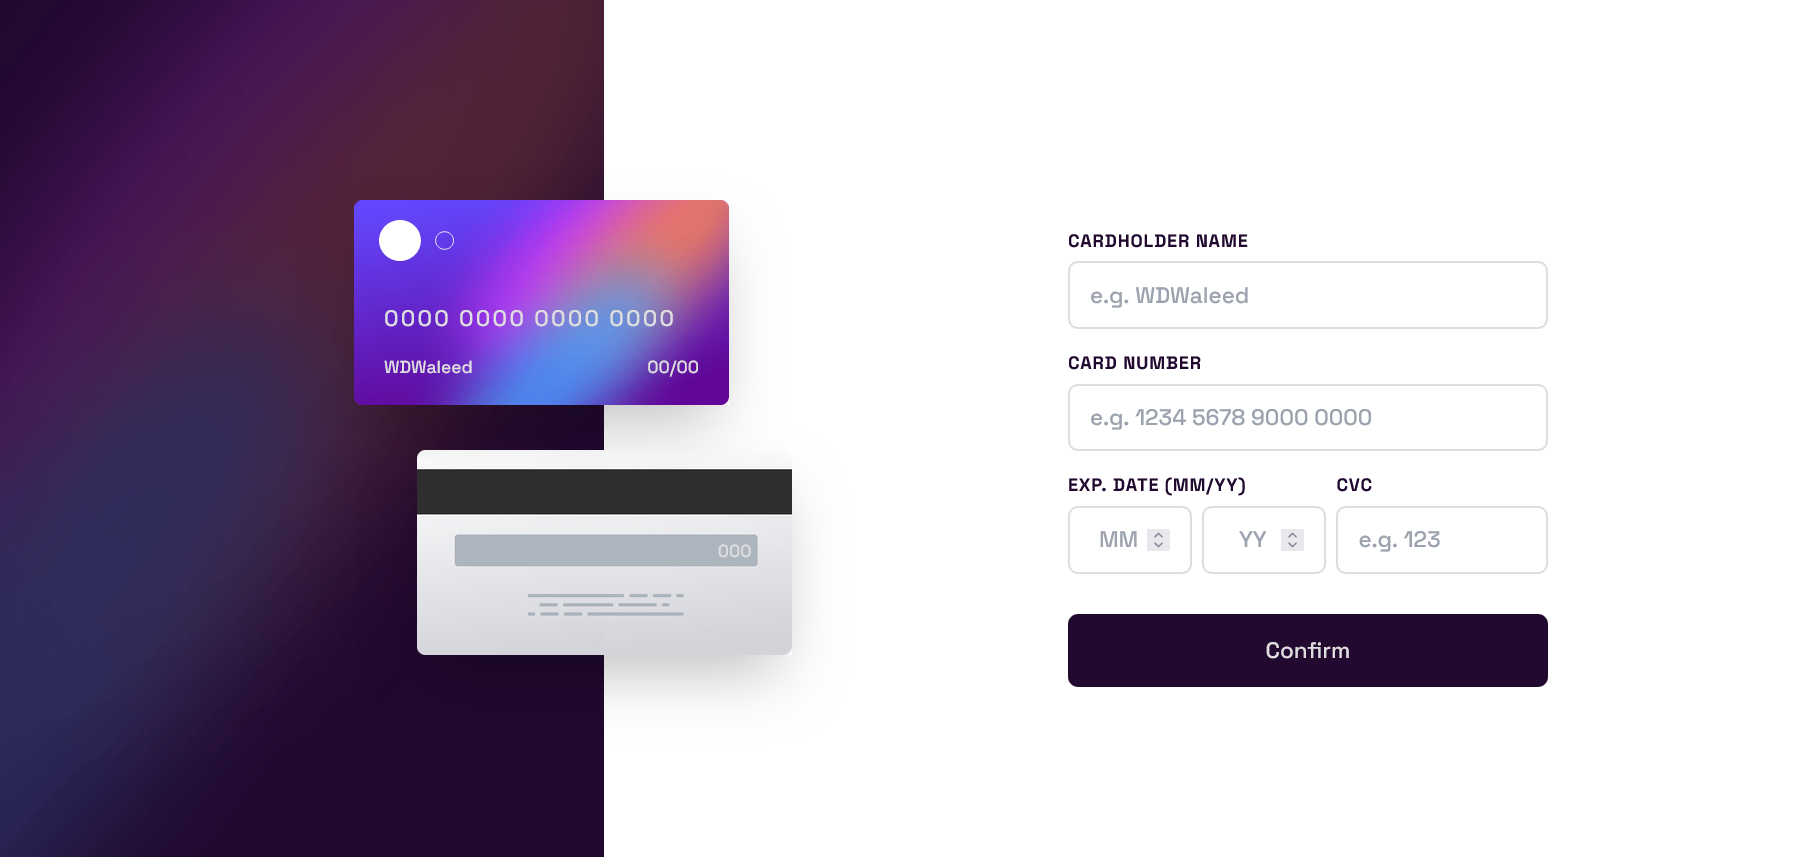 0000 0000 0000 0000
WDWaleed 00/00
000
CARDHOLDER NAME
e.g. WDWaleed
CARD NUMBER
e.g. 1234 5678 9000 0000
EXP. DATE (MM/YY) CVC
MM YY e.g. 123
Confirm